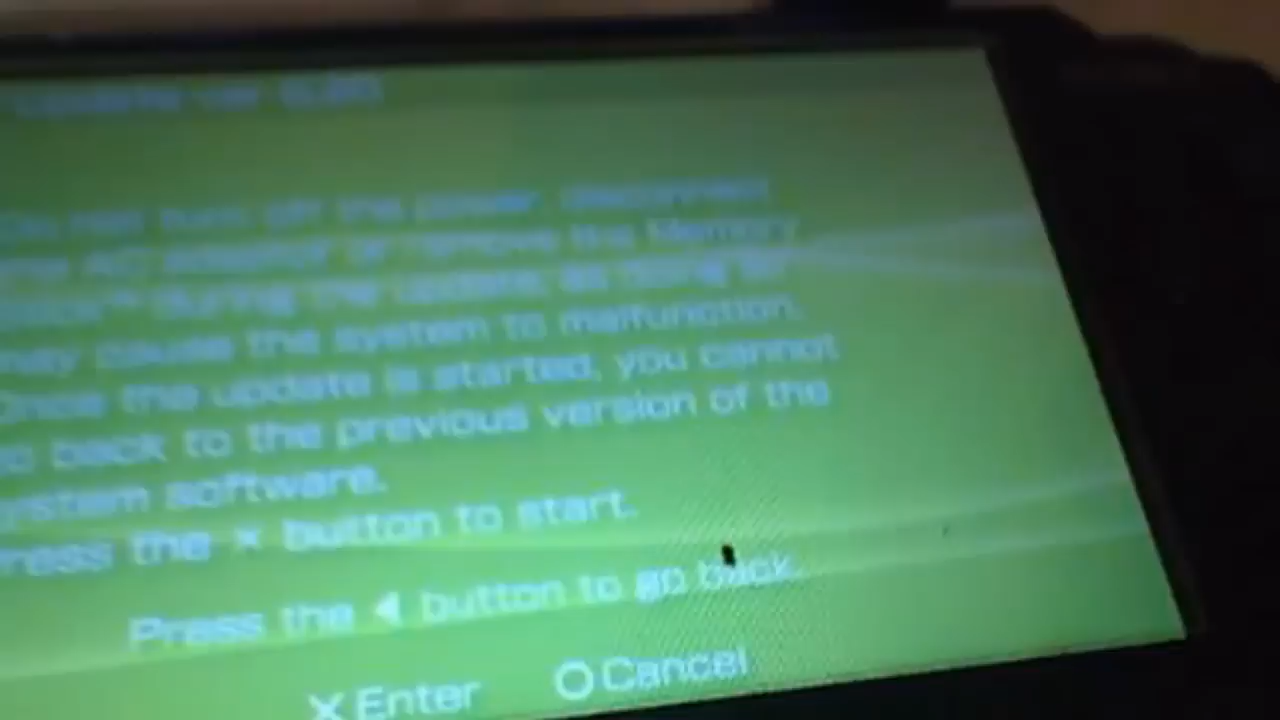 Update ver
Do not turn off the power, disconnect
AC adaptor or remove the Memory
during the update, as doing so
may cause the system to malfunction.
Once the update is started, you cannot
back to the previous version of the
system software.
Press the × button to start.
Press the ◀ button to go back.
X Enter O Cancel